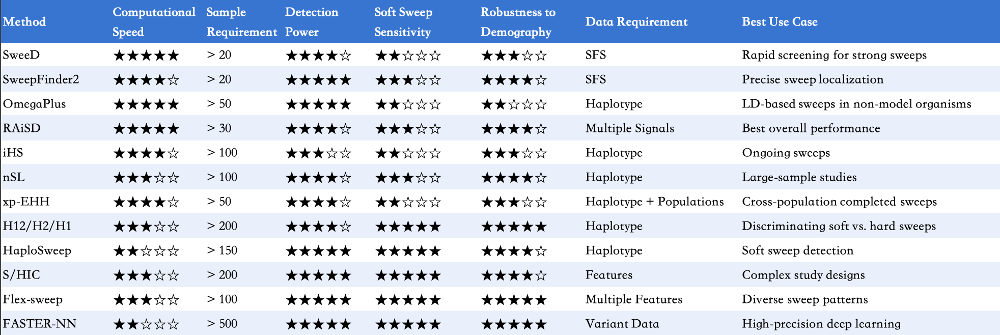 Method Computational Speed Sample Requirement Detection Power Soft Sweep Sensitivity Robustness to Demography Data Requirement Best Use Case
SweeD ★★★★★ > 20 ★★★★☆ ★★☆☆☆ ★★★☆☆ SFS Rapid screening for strong sweeps
SweepFinder2 ★★★★☆ > 20 ★★★★★ ★★★☆☆ ★★★★☆ SFS Precise sweep localization
OmegaPlus ★★★★★ > 50 ★★★★★ ★★☆☆☆ ★★☆☆☆ Haplotype LD-based sweeps in non-model organisms
RAiSD ★★★★★ > 30 ★★★★☆ ★★★☆☆ ★★★★☆ Multiple Signals Best overall performance
iHS ★★★★☆ > 100 ★★★☆☆ ★★☆☆☆ ★★★☆☆ Haplotype Ongoing sweeps
nSL ★★★☆☆ > 100 ★★★★☆ ★★★☆☆ ★★★★☆ Haplotype Large-sample studies
xp-EHH ★★★★☆ > 50 ★★★★☆ ★★☆☆☆ ★★★☆☆ Haplotype + Populations Cross-population completed sweeps
H12/H2/H1 ★★★☆☆ > 200 ★★★★☆ ★★★★★ ★★★★★ Haplotype Discriminating soft vs. hard sweeps
HaploSweep ★★☆☆☆ > 150 ★★★★★ ★★★★★ ★★★★☆ Haplotype Soft sweep detection
S/HIC ★★★☆☆ > 200 ★★★★★ ★★★★★ ★★★★☆ Features Complex study designs
Flex-sweep ★★★☆☆ > 100 ★★★★★ ★★★★★ ★★★★★ Multiple Features Diverse sweep patterns
FASTER-NN ★★☆☆☆ > 500 ★★★★★ ★★★★★ ★★★★★ Variant Data High-precision deep learning